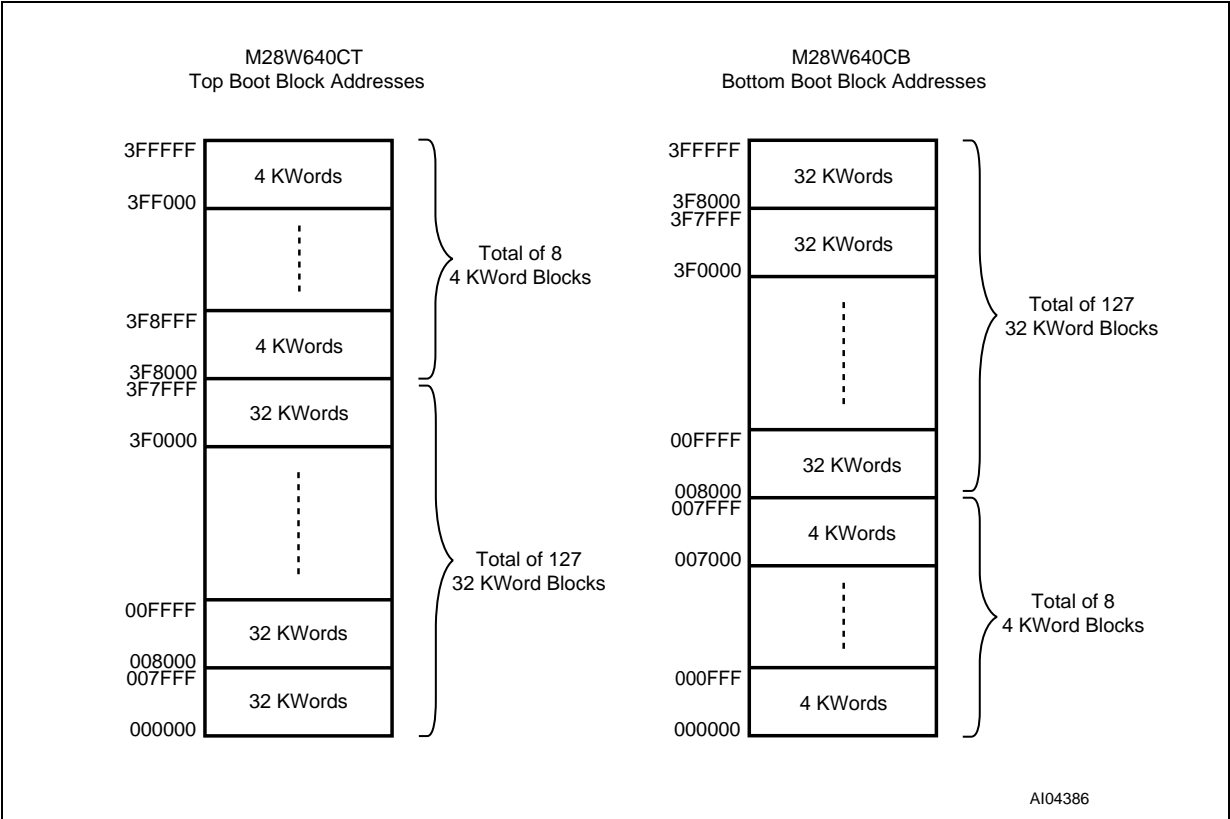 M28W640CT
Top Boot Block Addresses
3FFFFF
4 KWords
3FF000
Total of 8
4 KWord Blocks
3F8FFF
4 KWords
3F8000
3F7FFF
32 KWords
3F0000
Total of 127
32 KWord Blocks
00FFFF
32 KWords
008000
007FFF
32 KWords
000000
M28W640CB
Bottom Boot Block Addresses
3FFFFF
32 KWords
3F8000
3F7FFF
32 KWords
3F0000
Total of 127
32 KWord Blocks
00FFFF
32 KWords
008000
007FFF
4 KWords
007000
Total of 8
4 KWord Blocks
000FFF
4 KWords
000000
AI04386